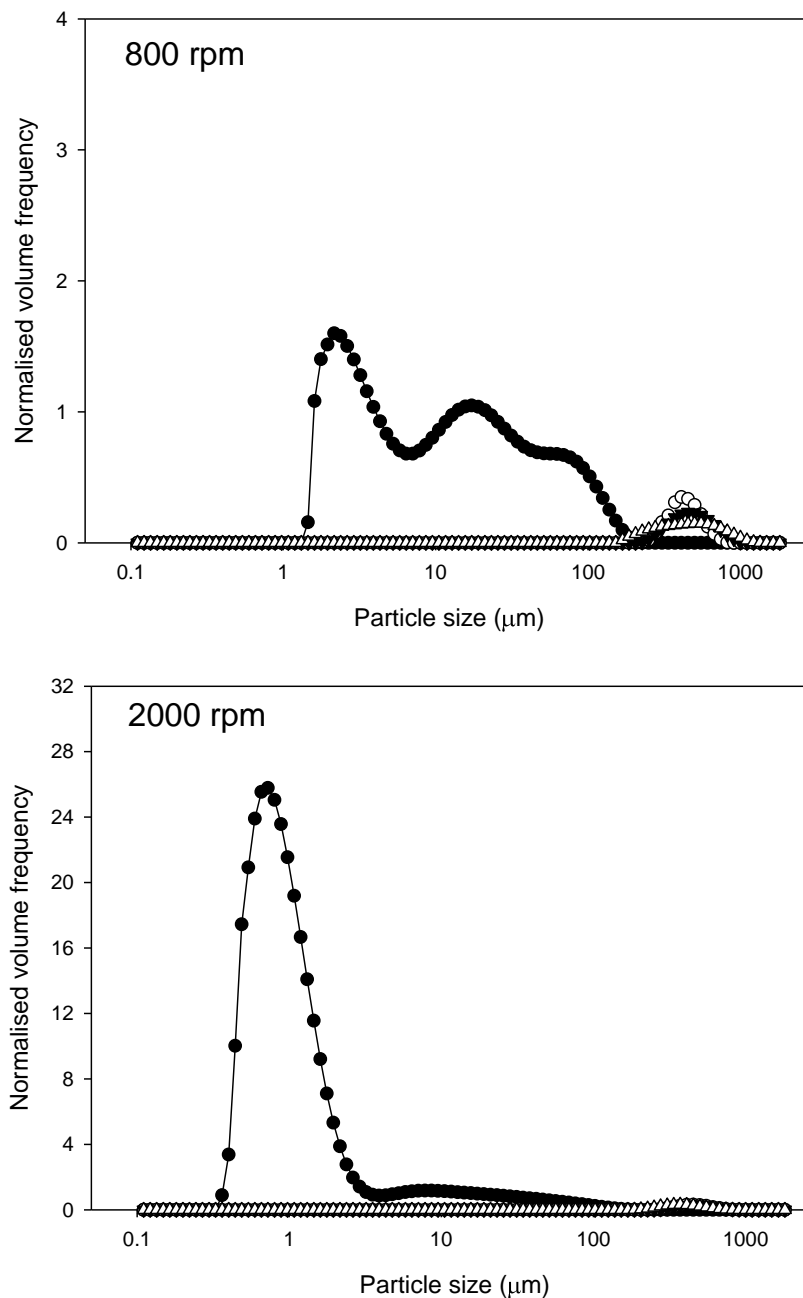 800 rpm
4
3
2
1
0
Normalised volume frequency
0.1 1 10 100 1000
Particle size (μm)
2000 rpm
32
28
24
20
16
12
8
4
0
Normalised volume frequency
0.1 1 10 100 1000
Particle size (μm)